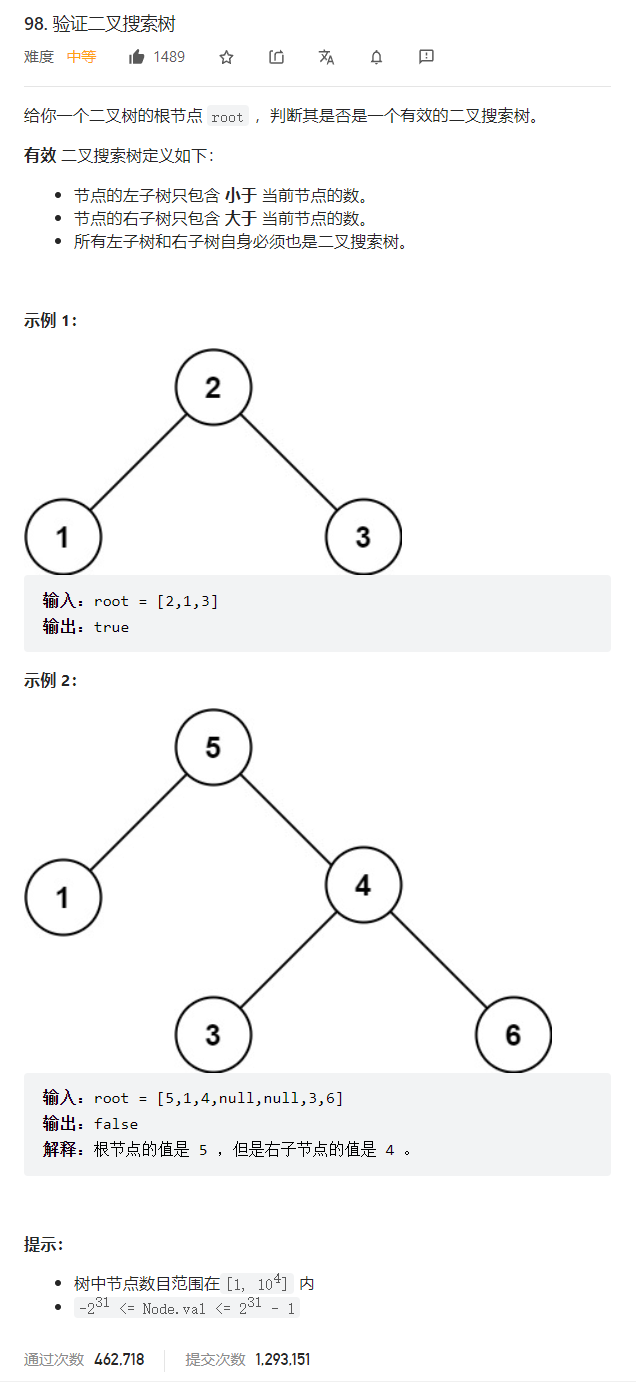 98. 验证二叉搜索树
难度 中等 1489
给你一个二叉树的根节点 root ，判断其是否是一个有效的二叉搜索树。
有效 二叉搜索树定义如下：
节点的左子树只包含 小于 当前节点的数。
节点的右子树只包含 大于 当前节点的数。
所有左子树和右子树自身必须也是二叉搜索树。
示例 1：
2
1 3
输入：root = [2,1,3]
输出：true
示例 2：
5
4
1
3 6
输入：root = [5,1,4,null,null,3,6]
输出：false
解释：根节点的值是 5 ，但是右子节点的值是 4 。
提示：
树中节点数目范围在[1, 10⁴] 内
-2³¹ <= Node.val <= 2³¹ - 1
通过次数 462,718 提交次数 1,293,151